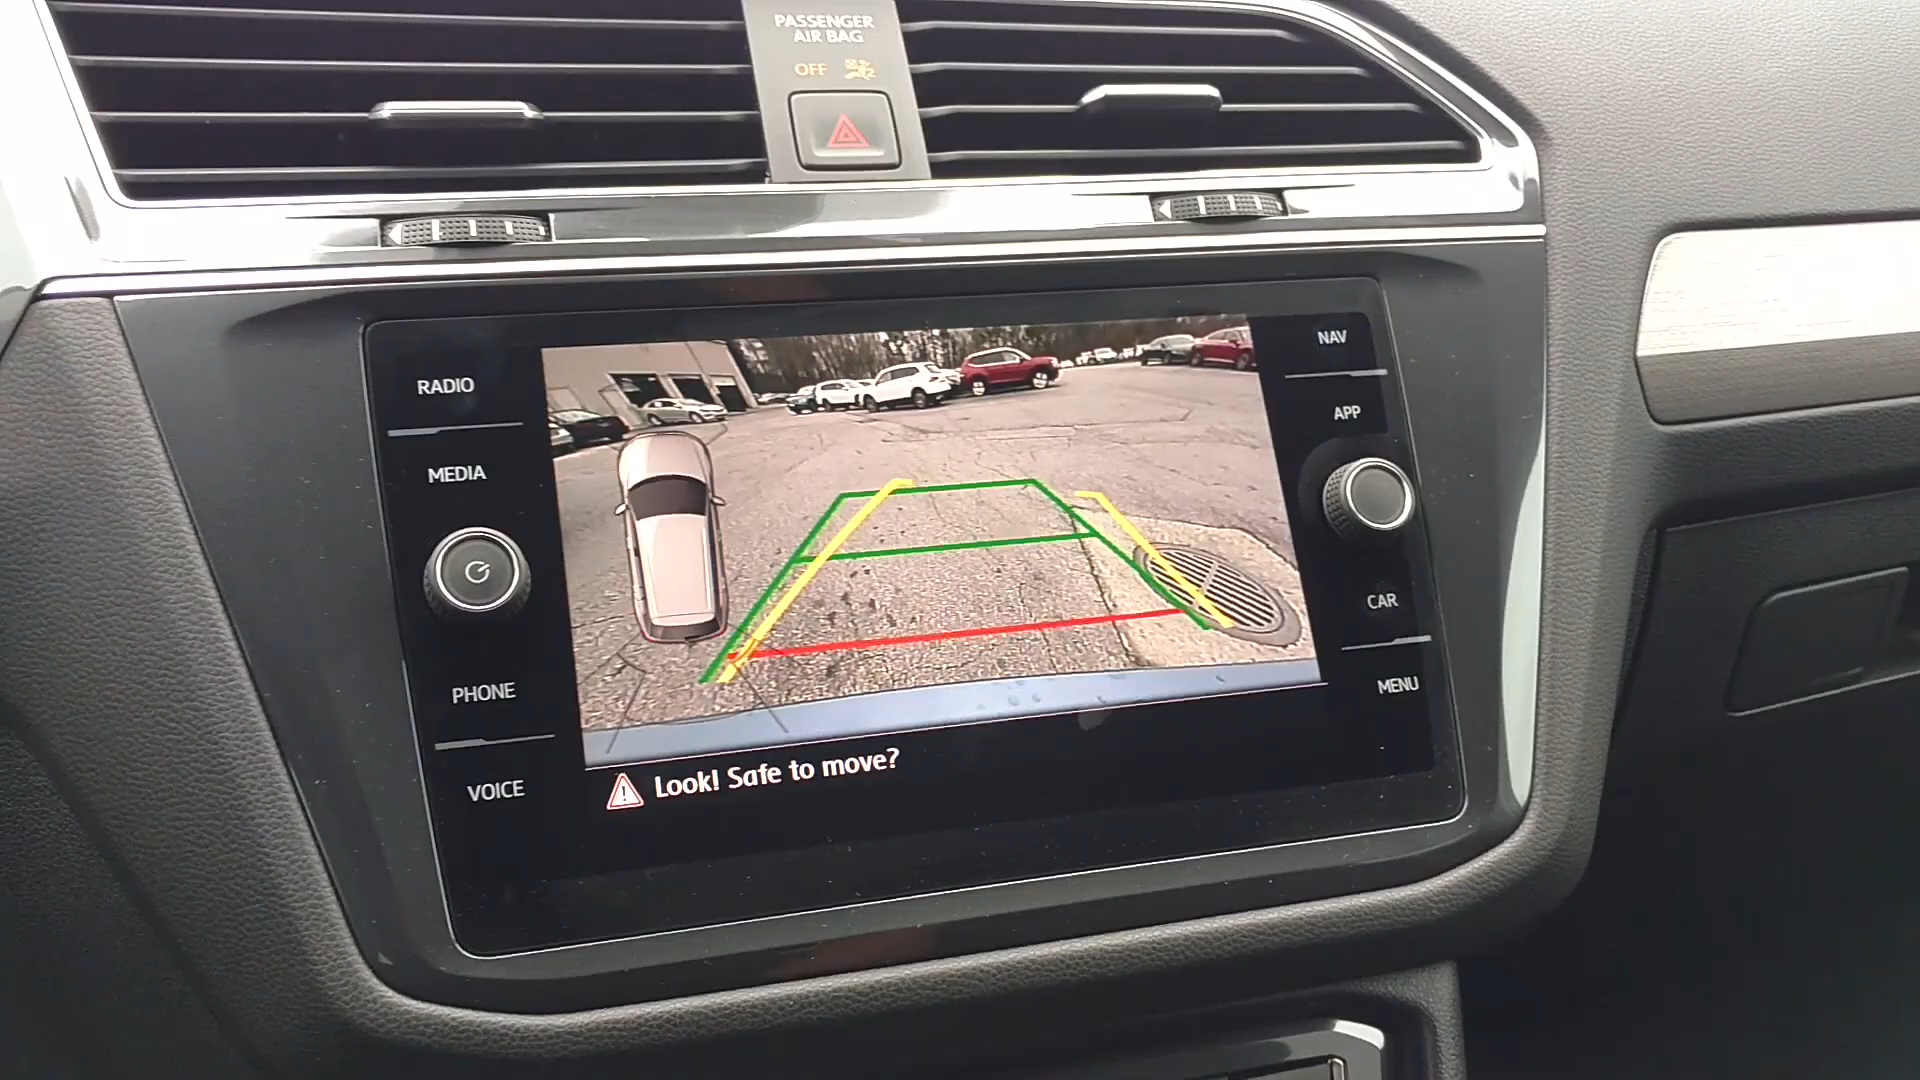 PASSENGER
AIR BAG
OFF
RADIO
MEDIA
PHONE
VOICE
NAV
APP
CAR
MENU
Look! Safe to move?